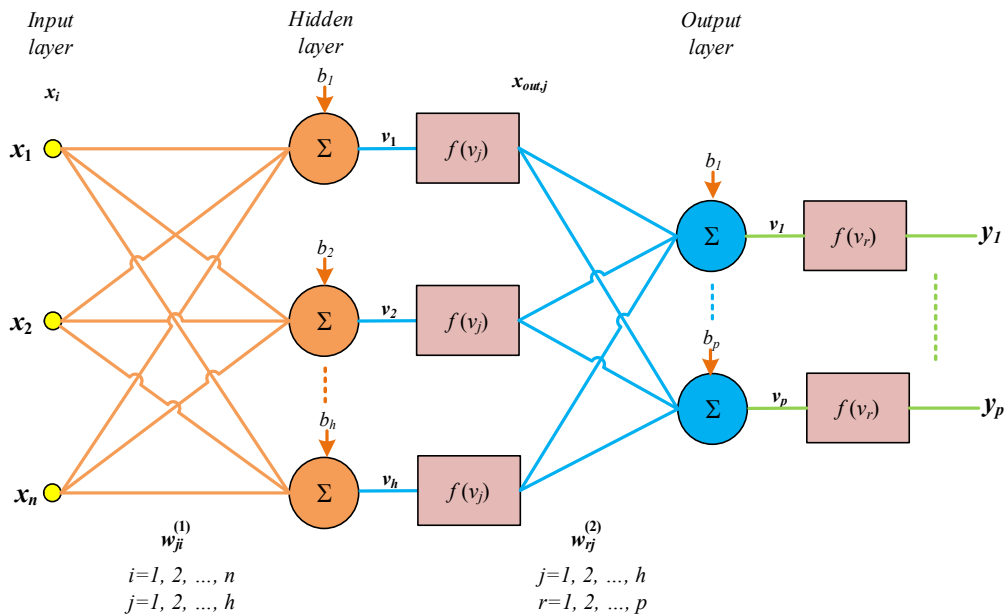 Input
layer
Hidden
layer
Output
layer
x_i
b_1
x_out,j
x_1
Σ
v_1
f(v_j)
b_1
Σ
v_1
f(v_r)
y_1
b_2
x_2
Σ
v_2
f(v_j)
b_p
Σ
v_p
f(v_r)
y_p
b_h
x_n
Σ
v_h
f(v_j)
w_ji^(1)
i=1, 2, ..., n
j=1, 2, ..., h
w_rj^(2)
j=1, 2, ..., h
r=1, 2, ..., p